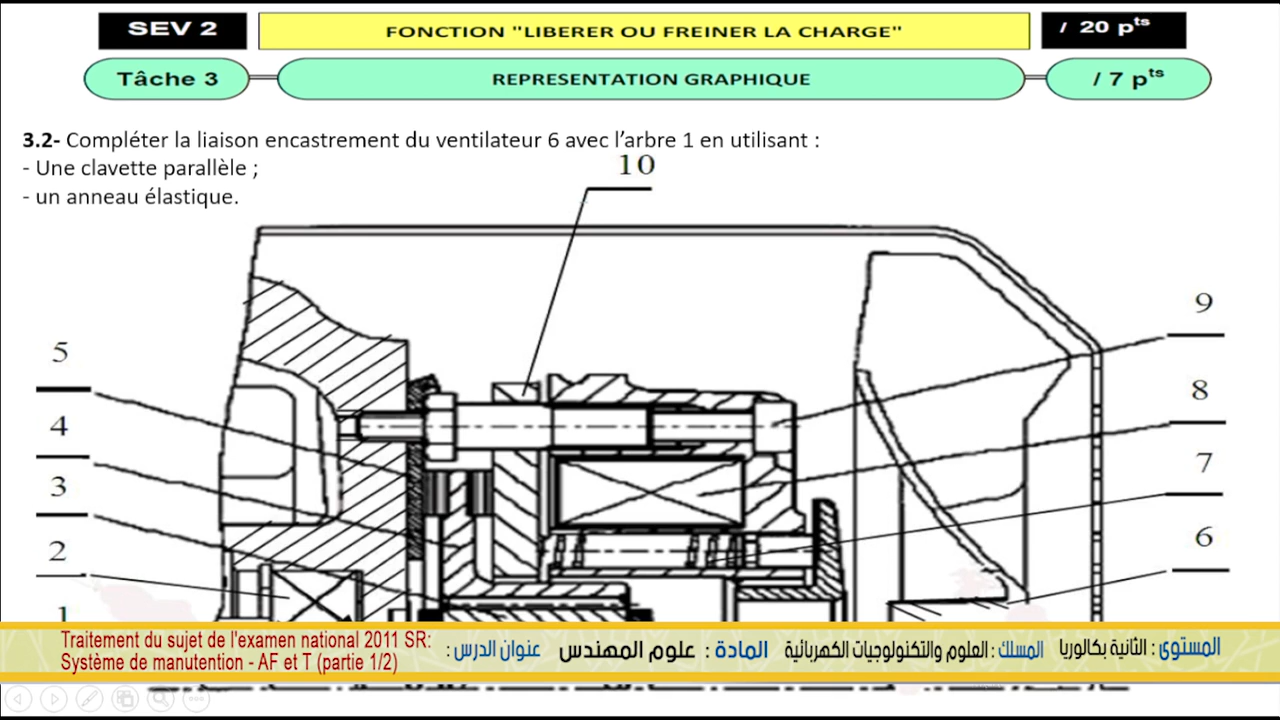 SEV 2
FONCTION "LIBERER OU FREINER LA CHARGE"
/ 20 pts
Tâche 3
REPRESENTATION GRAPHIQUE
/ 7 pts
3.2- Compléter la liaison encastrement du ventilateur 6 avec l’arbre 1 en utilisant :
- Une clavette parallèle ;
- un anneau élastique.
10
9
8
7
6
5
4
3
2
1
Traitement du sujet de l'examen national 2011 SR:
Système de manutention - AF et T (partie 1/2)
المستوى : الثانية بكالوريا
المسلك : العلوم والتكنولوجيات الكهربائية
المادة : علوم المهندس
عنوان الدرس :